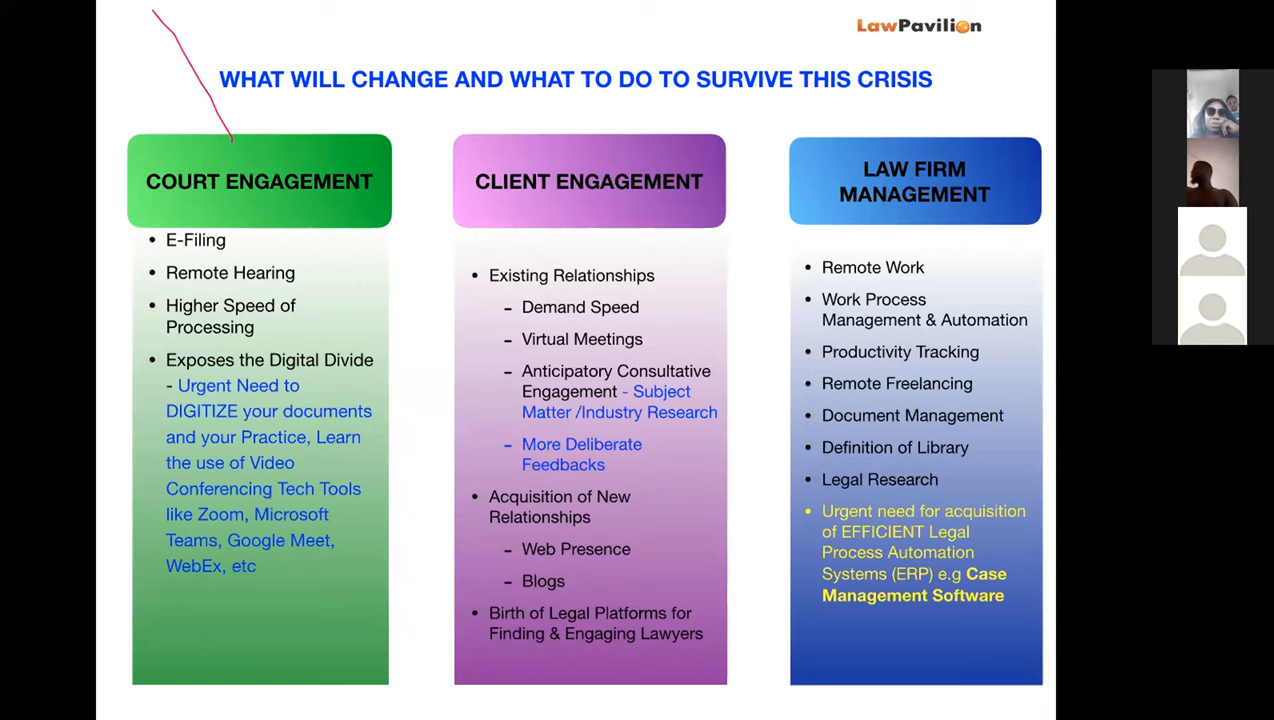 LawPavilion
WHAT WILL CHANGE AND WHAT TO DO TO SURVIVE THIS CRISIS
COURT ENGAGEMENT
• E-Filing
• Remote Hearing
• Higher Speed of
Processing
• Exposes the Digital Divide
- Urgent Need to
DIGITIZE your documents
and your Practice, Learn
the use of Video
Conferencing Tech Tools
like Zoom, Microsoft
Teams, Google Meet,
WebEx, etc
CLIENT ENGAGEMENT
• Existing Relationships
- Demand Speed
- Virtual Meetings
- Anticipatory Consultative
Engagement - Subject
Matter /Industry Research
- More Deliberate
Feedbacks
• Acquisition of New
Relationships
- Web Presence
- Blogs
• Birth of Legal Platforms for
Finding & Engaging Lawyers
LAW FIRM
MANAGEMENT
• Remote Work
• Work Process
Management & Automation
• Productivity Tracking
• Remote Freelancing
• Document Management
• Definition of Library
• Legal Research
• Urgent need for acquisition
of EFFICIENT Legal
Process Automation
Systems (ERP) e.g Case
Management Software